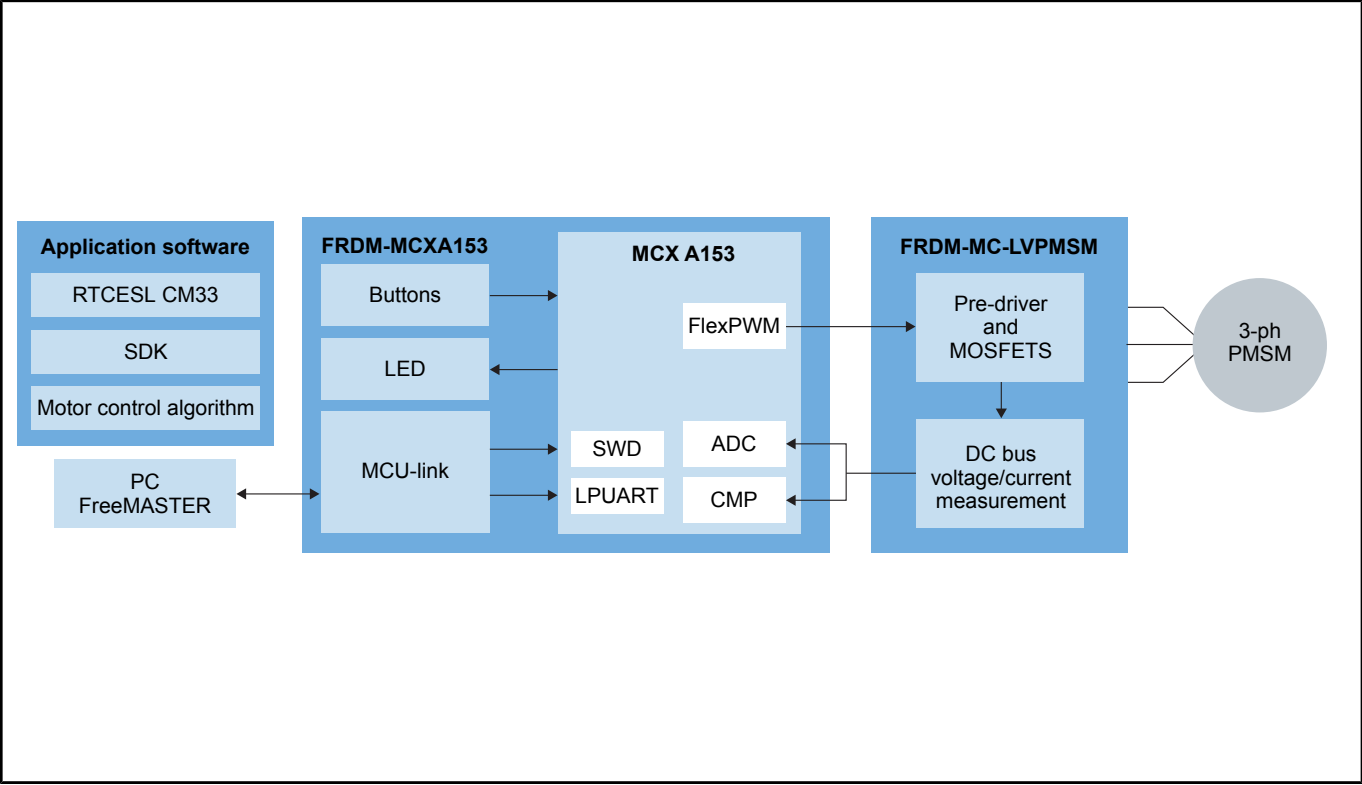 Application software
RTCESL CM33
SDK
Motor control algorithm
PC
FreeMASTER
FRDM-MCXA153
Buttons
LED
MCU-link
MCX A153
FlexPWM
SWD
LPUART
ADC
CMP
FRDM-MC-LVPMSM
Pre-driver
and
MOSFETS
DC bus
voltage/current
measurement
3-ph
PMSM